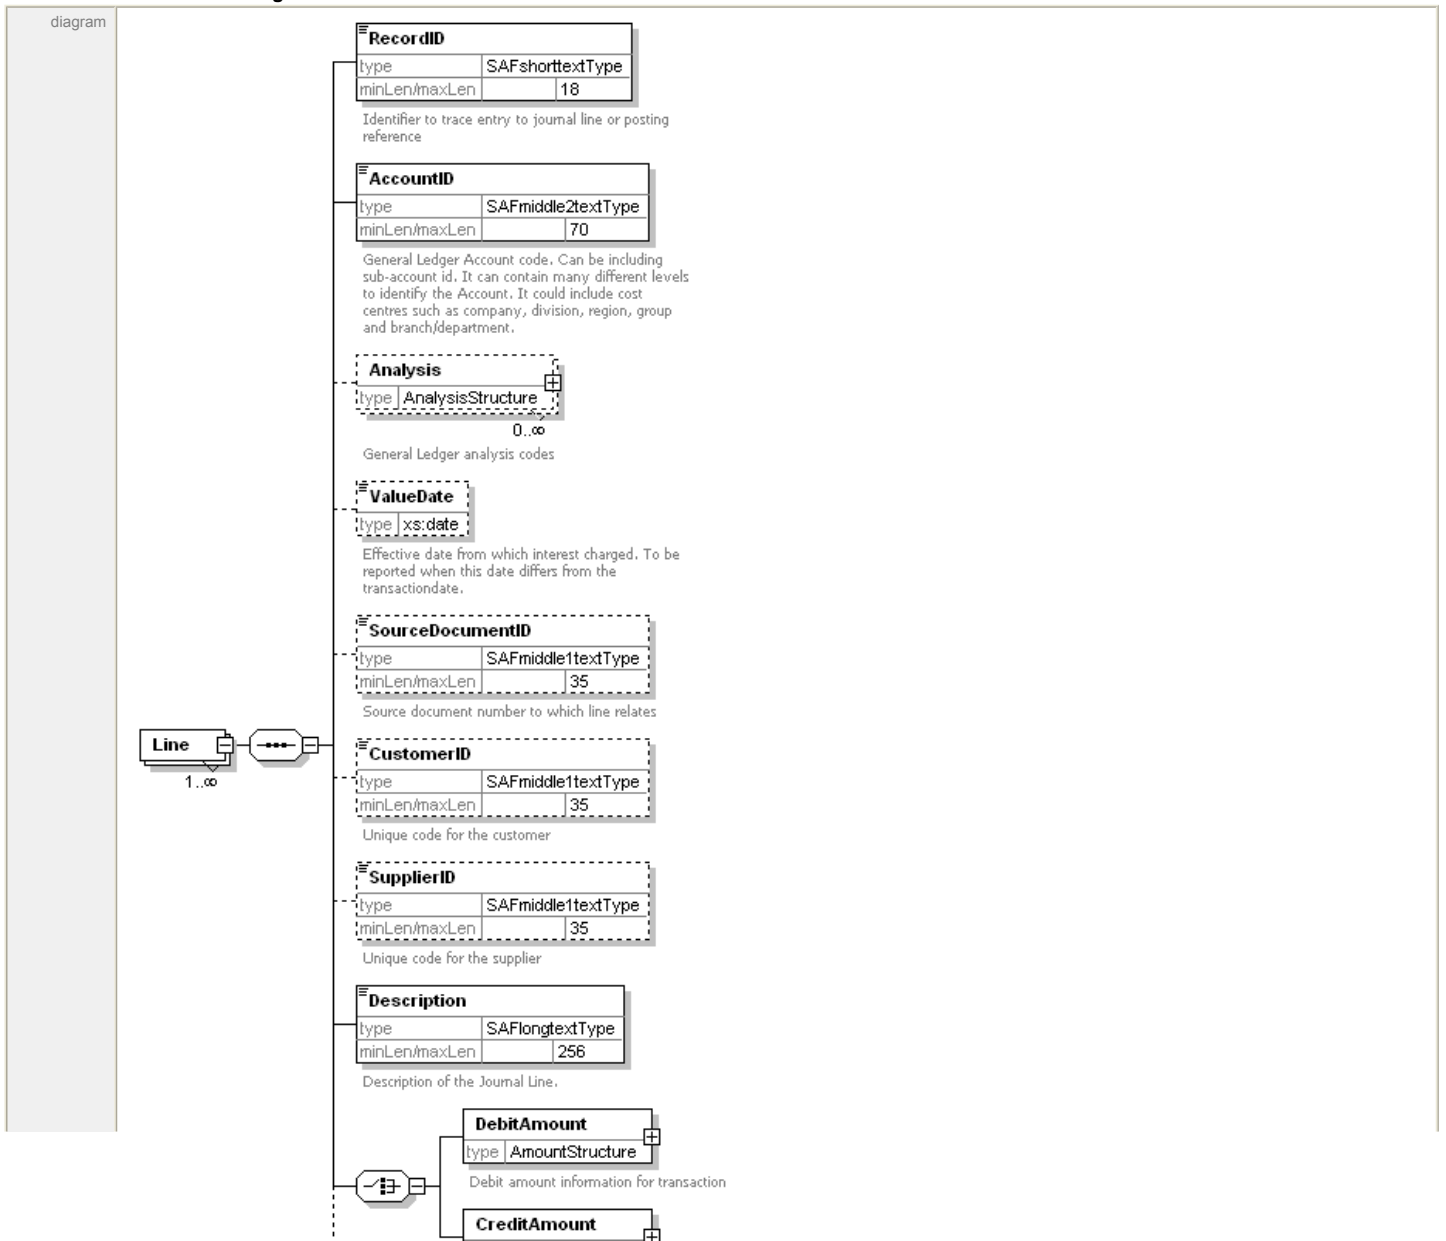 diagram
RecordID
type SAFshorttextType
minLen/maxLen 18
Identifier to trace entry to journal line or posting
reference
AccountID
type SAFmiddle2textType
minLen/maxLen 70
General Ledger Account code. Can be including
sub-account id. It can contain many different levels
to identify the Account. It could include cost
centres such as company, division, region, group
and branch/department.
Analysis
type AnalysisStructure
0..∞
General Ledger analysis codes
ValueDate
type xs:date
Effective date from which interest charged. To be
reported when this date differs from the
transactiondate.
SourceDocumentID
type SAFmiddle1textType
minLen/maxLen 35
Source document number to which line relates
Line
1..∞
CustomerID
type SAFmiddle1textType
minLen/maxLen 35
Unique code for the customer
SupplierID
type SAFmiddle1textType
minLen/maxLen 35
Unique code for the supplier
Description
type SAFlongtextType
minLen/maxLen 256
Description of the Journal Line.
DebitAmount
type AmountStructure
Debit amount information for transaction
CreditAmount